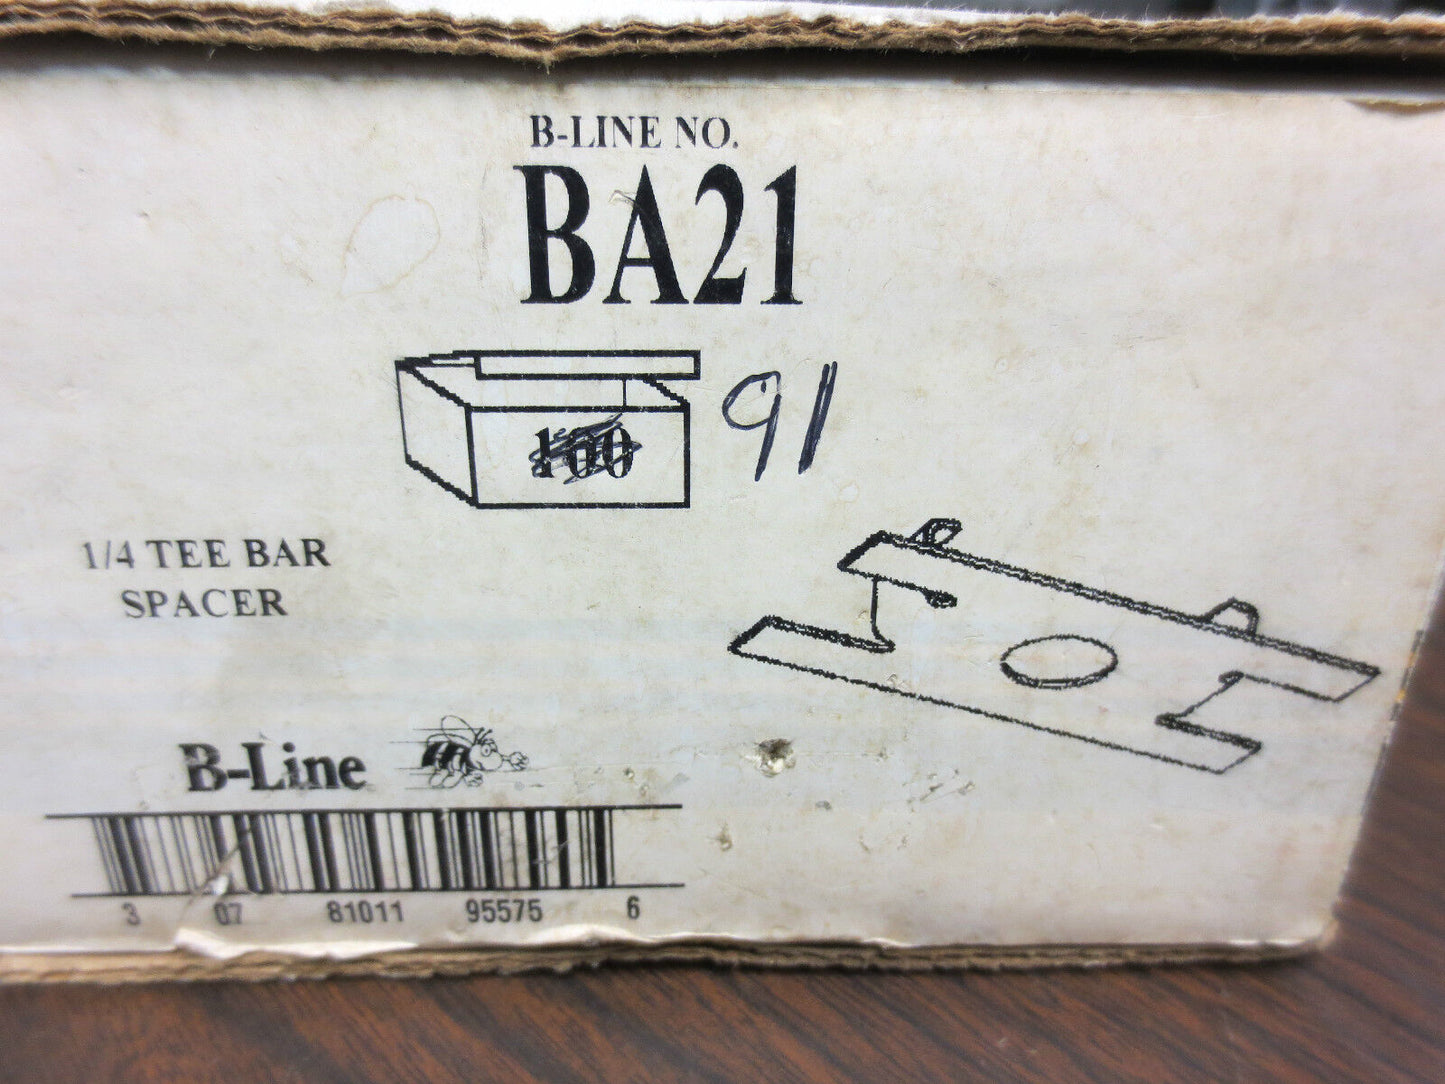 B-LINE NO.
BA21
100
91
1/4 TEE BAR
SPACER
B-Line
3 07 81011 95575 6